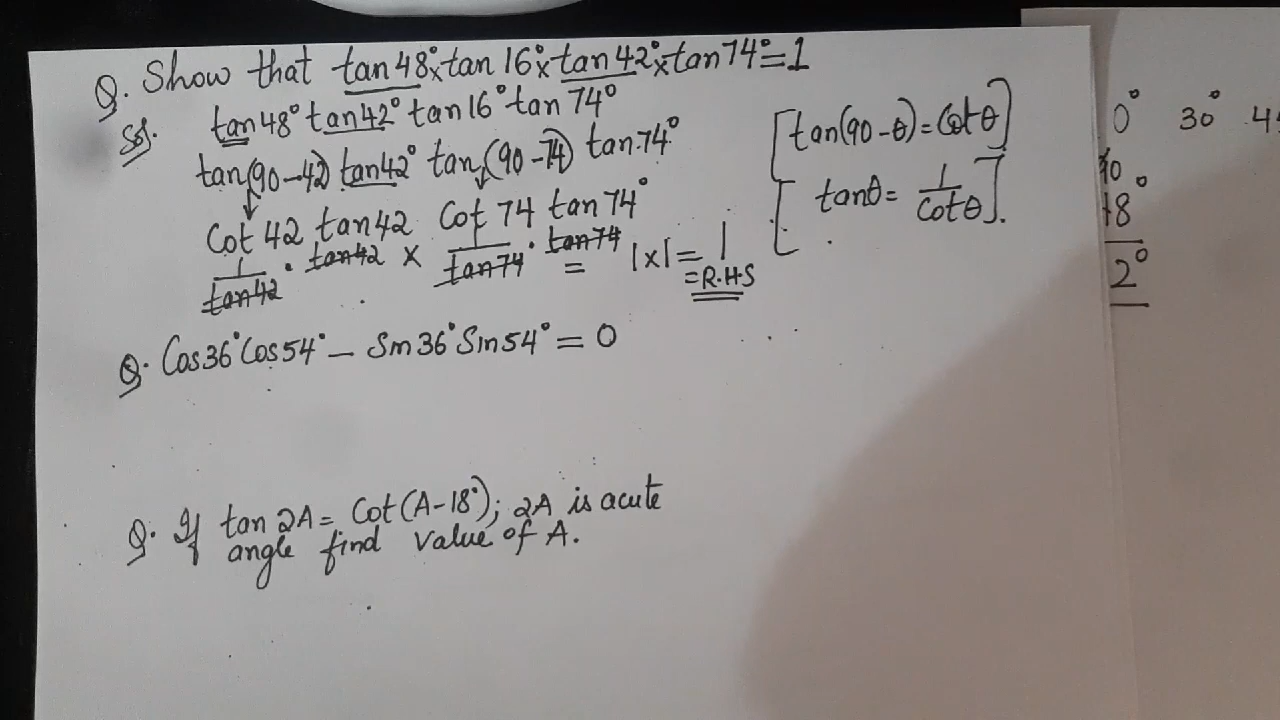 Q. Show that tan 48° × tan 16° × tan 42° × tan 74° = 1
Sol. tan 48° tan 42° tan 16° tan 74°
tan(90-42) tan 42° tan (90-74) tan 74°
Cot 42 tan 42 Cot 74 tan 74°
1/tan 42 · tan 42 × 1/tan 74 · tan 74 = 1×1 = 1
= R.H.S
[tan(90-θ) = Cot θ]
[tanθ = 1/Cotθ].
Q. Cos 36° Cos 54° - Sin 36° Sin 54° = 0
Q. If tan 2A = Cot (A-18°); 2A is acute
angle find value of A.
0° 30° 4
90
48°
2°